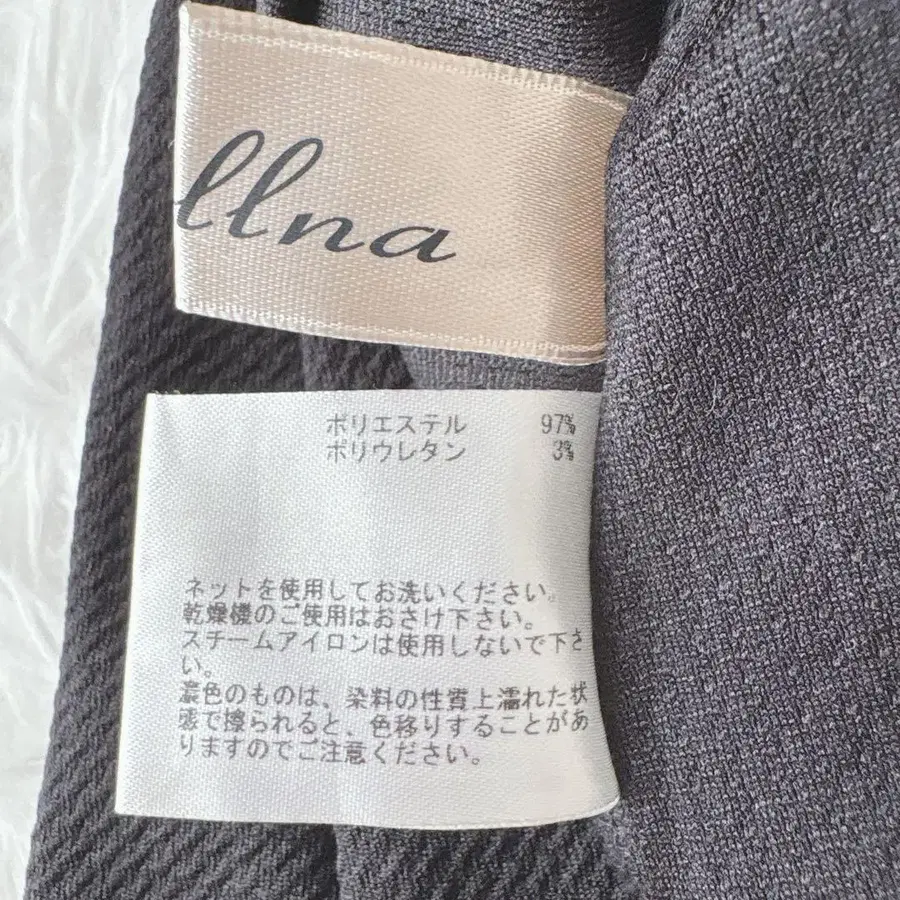 llna
ポリエステル 97%
ポリウレタン 3%
ネットを使用してお洗いください。
乾燥機のご使用はおさけ下さい。
スチームアイロンは使用しないで下さ
い。
濃色のものは、染料の性質上濡れた状
態で擦られると、色移りすることがあ
りますのでご注意ください。